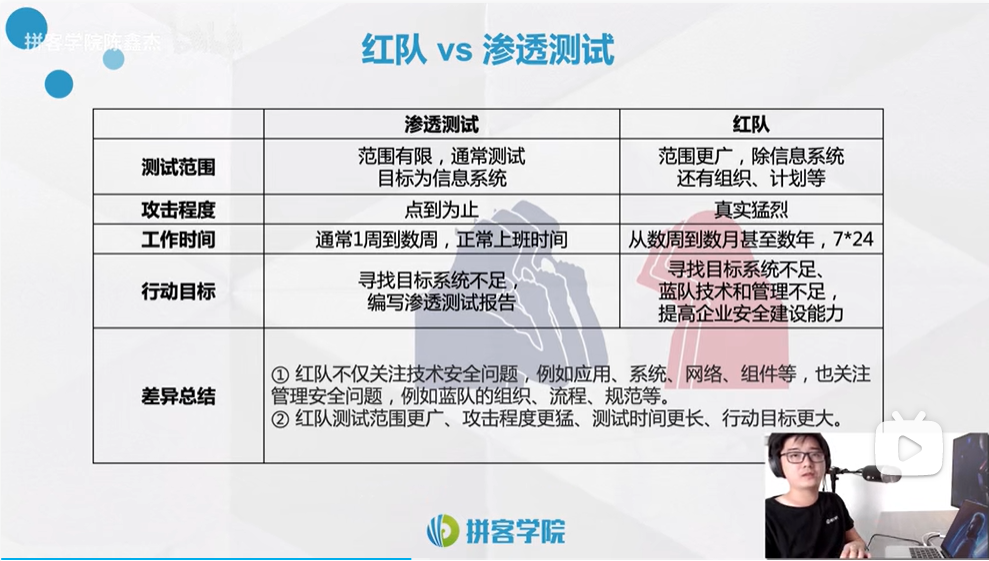 拼客学院陈鑫杰
红队 vs 渗透测试
渗透测试
红队
测试范围
范围有限，通常测试
目标为信息系统
范围更广，除信息系统
还有组织、计划等
攻击程度
点到为止
真实猛烈
工作时间
通常1周到数周，正常上班时间
从数周到数月甚至数年，7*24
行动目标
寻找目标系统不足，
编写渗透测试报告
寻找目标系统不足、
蓝队技术和管理不足，
提高企业安全建设能力
差异总结
① 红队不仅关注技术安全问题，例如应用、系统、网络、组件等，也关注
管理安全问题，例如蓝队的组织、流程、规范等。
② 红队测试范围更广、攻击程度更猛、测试时间更长、行动目标更大。
拼客学院